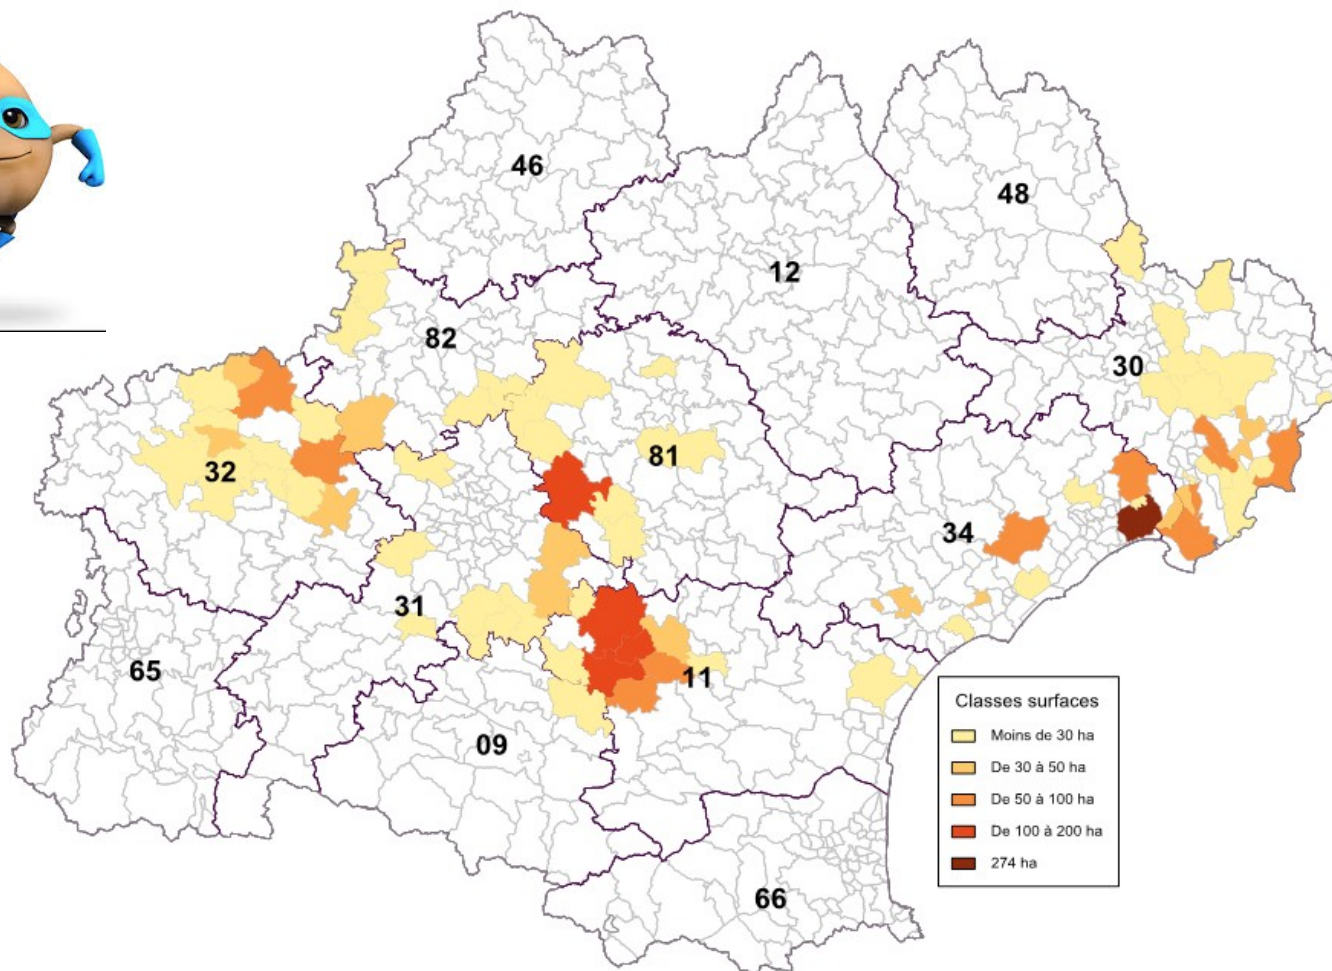 46
48
12
82
30
81
32
34
31
65
11
09
66
Classes surfaces
Moins de 30 ha
De 30 à 50 ha
De 50 à 100 ha
De 100 à 200 ha
274 ha